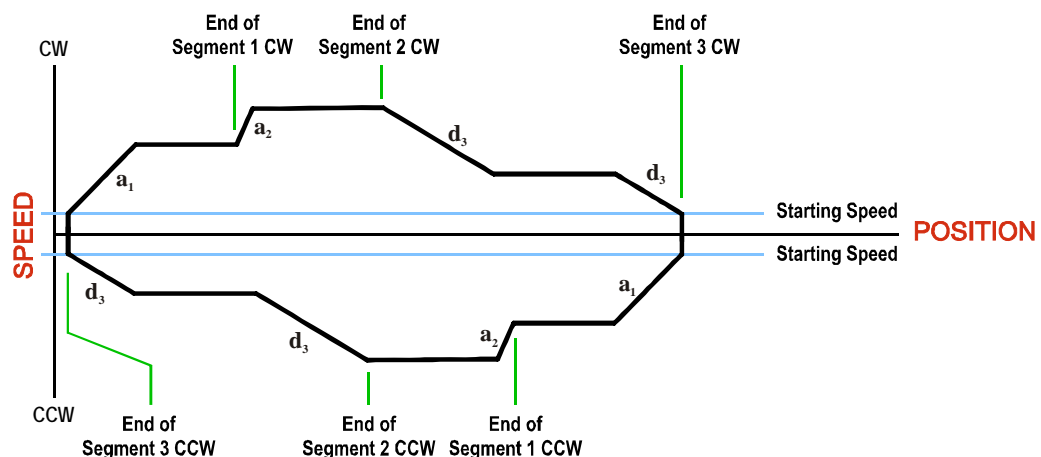 CW
End of
Segment 1 CW
End of
Segment 2 CW
End of
Segment 3 CW
a2
d3
a1
d3
Starting Speed
SPEED
POSITION
Starting Speed
d3
a1
d3
a2
CCW
End of
Segment 3 CCW
End of
Segment 2 CCW
End of
Segment 1 CCW